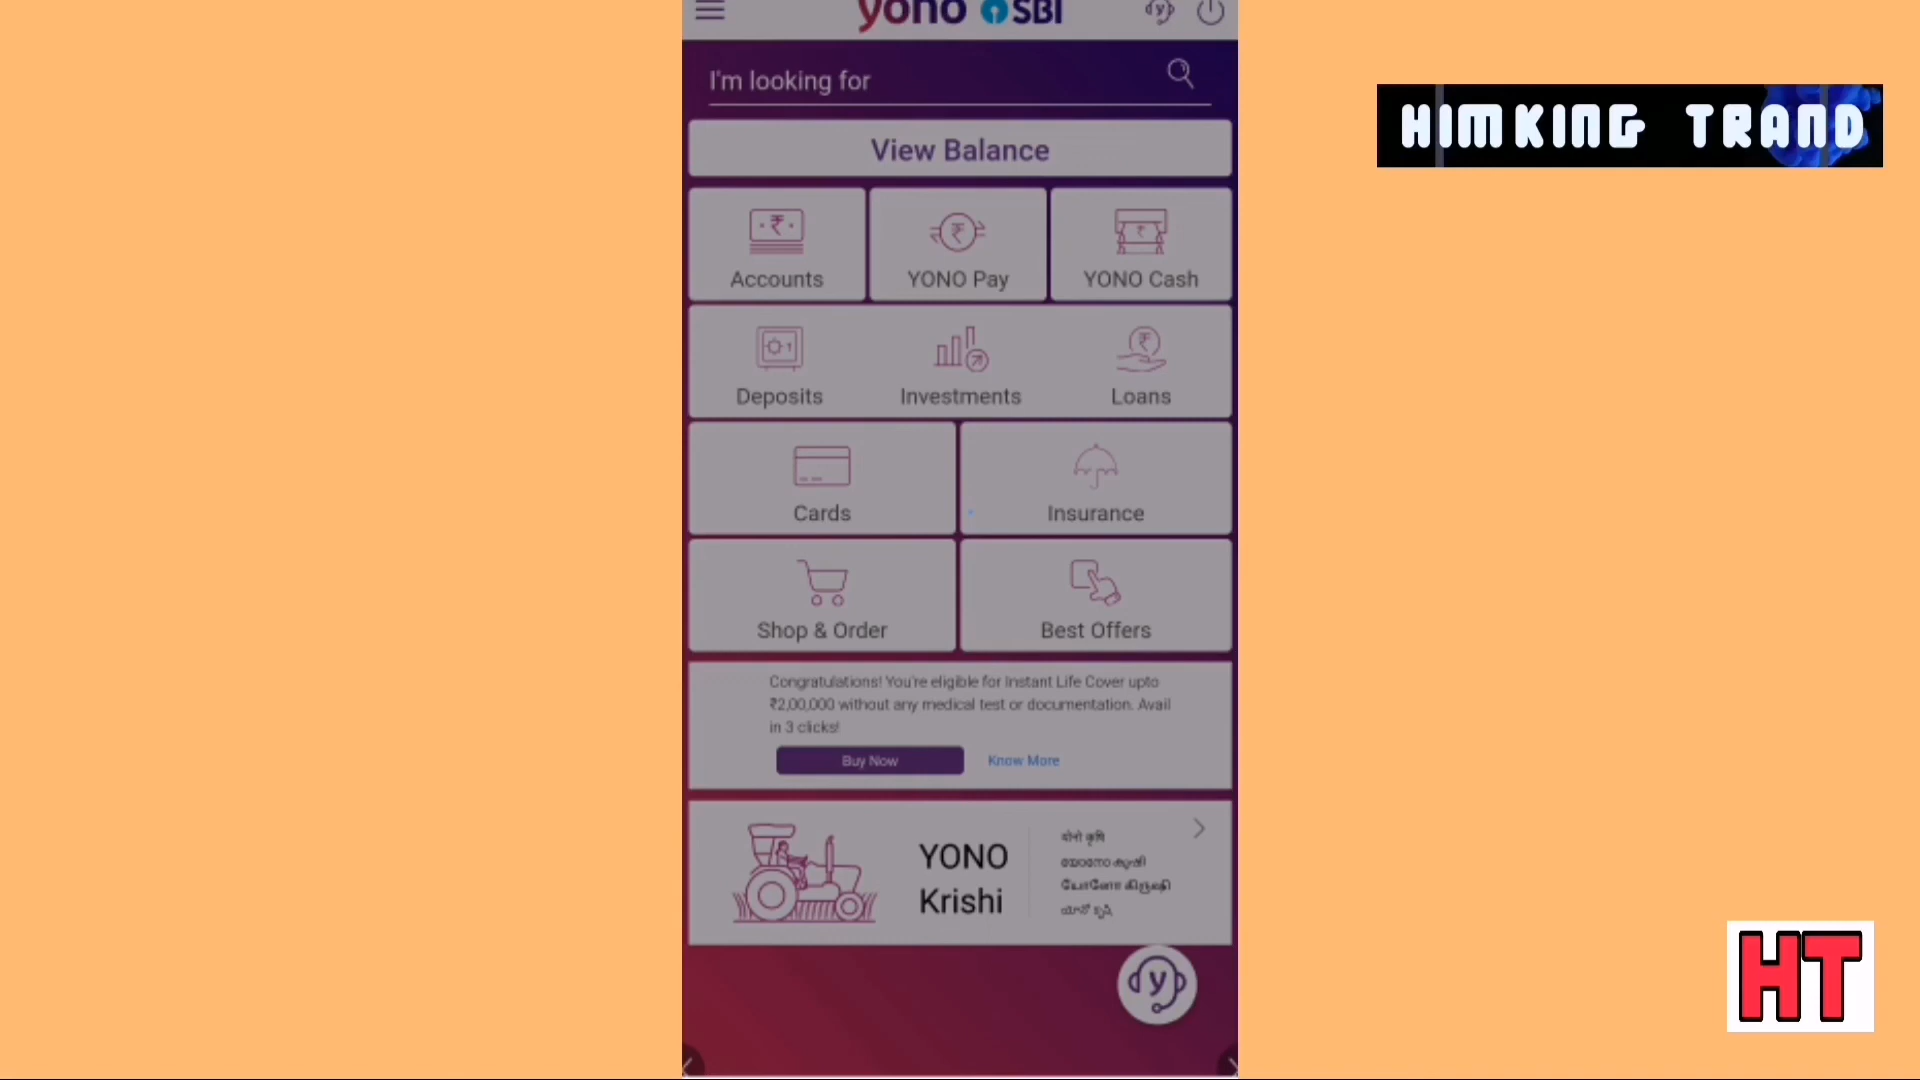 yono SBI
I'm looking for
HIMKING TRAND
View Balance
Accounts
YONO Pay
YONO Cash
Deposits
Investments
Loans
Cards
Insurance
Shop & Order
Best Offers
Congratulations! You're eligible for Instant Life Cover upto
₹2,00,000 without any medical test or documentation. Avail
in 3 clicks!
Buy Now
Know More
YONO
Krishi
योनो कृषि
യോനോ കൃഷി
யோனோ கிருஷி
యోనో కృషి
HT